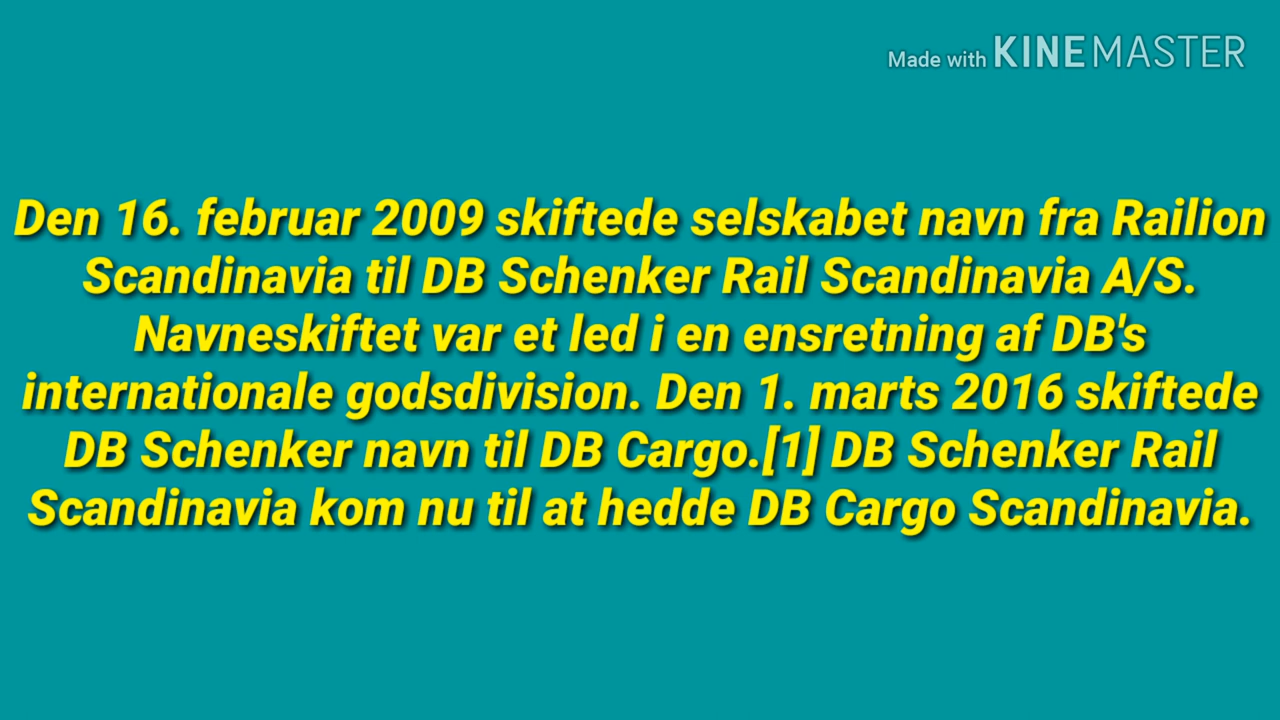 Made with KINEMASTER
Den 16. februar 2009 skiftede selskabet navn fra Railion
Scandinavia til DB Schenker Rail Scandinavia A/S.
Navneskiftet var et led i en ensretning af DB's
internationale godsdivision. Den 1. marts 2016 skiftede
DB Schenker navn til DB Cargo.[1] DB Schenker Rail
Scandinavia kom nu til at hedde DB Cargo Scandinavia.